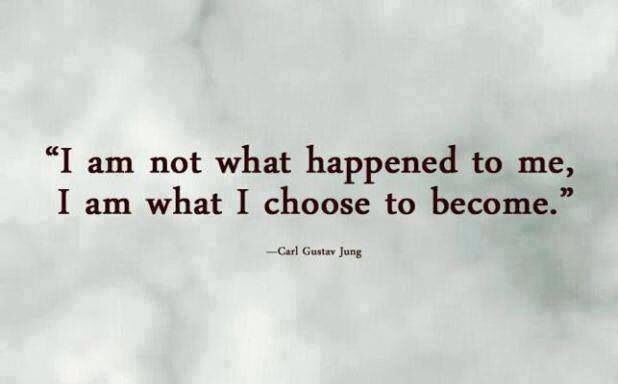 “I am not what happened to me,
I am what I choose to become.”
—Carl Gustav Jung